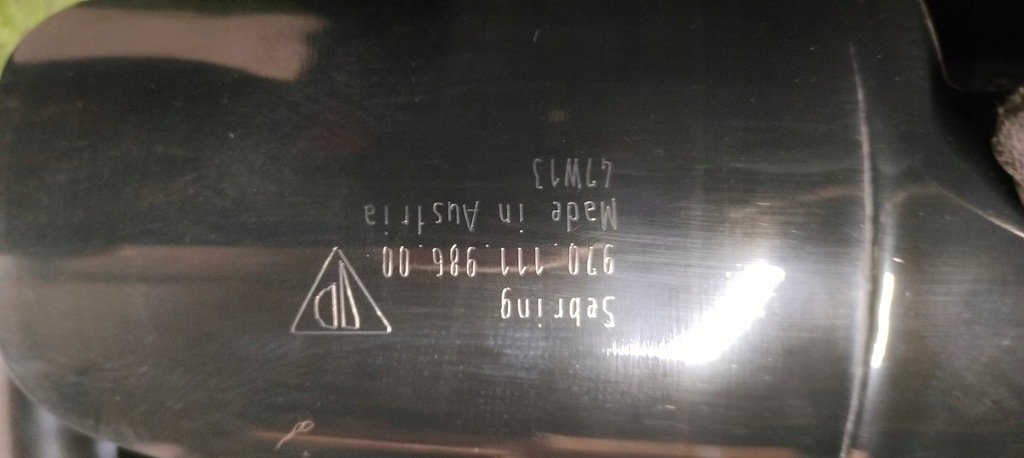 Sebring
970.111.986.00
Made in Austria
47W13